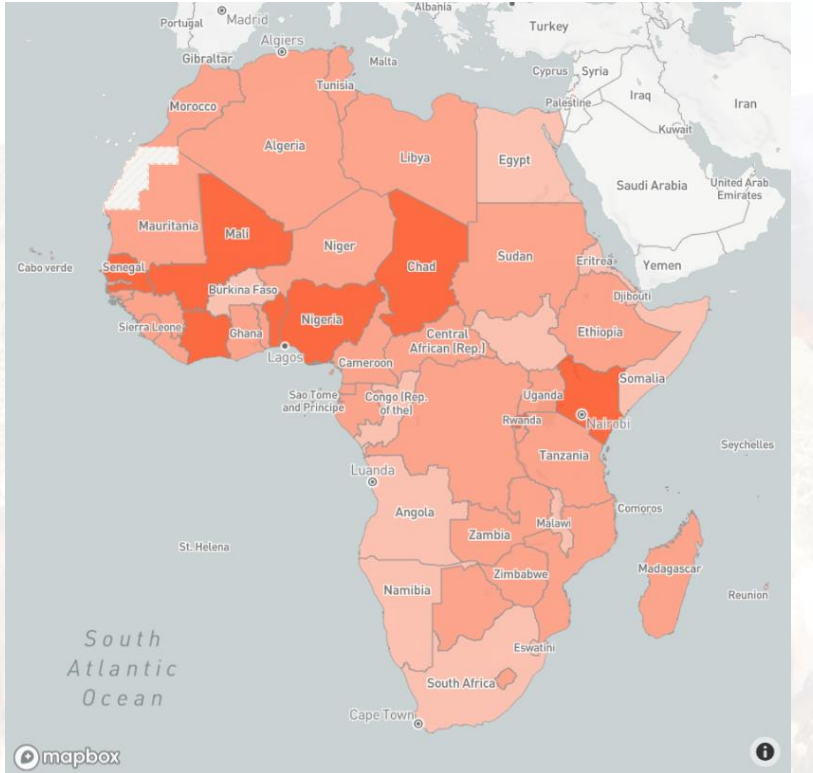 Portugal
Madrid
Albania
Turkey
Algiers
Gibraltar
Malta
Cyprus
Syria
Tunisia
Iraq
Iran
Palestine
Morocco
Kuwait
Algeria
Libya
Egypt
Saudi Arabia
United Arab
Emirates
Mauritania
Mali
Niger
Chad
Sudan
Cabo verde
Senegal
Eritrea
Yemen
Burkina Faso
Djibouti
Sierra Leone
Ghana
Nigeria
Ethiopia
Lagos
Central
African (Rep.)
Cameroon
Somalia
Sao Tome
and Principe
Congo (Rep.
of the)
Uganda
Rwanda
Nairobi
Seychelles
Tanzania
Luanda
Angola
Comoros
Malawi
Zambia
St. Helena
Zimbabwe
Madagascar
Namibia
Reunion
South
Atlantic
Ocean
Eswatini
South Africa
Cape Town
mapbox
i